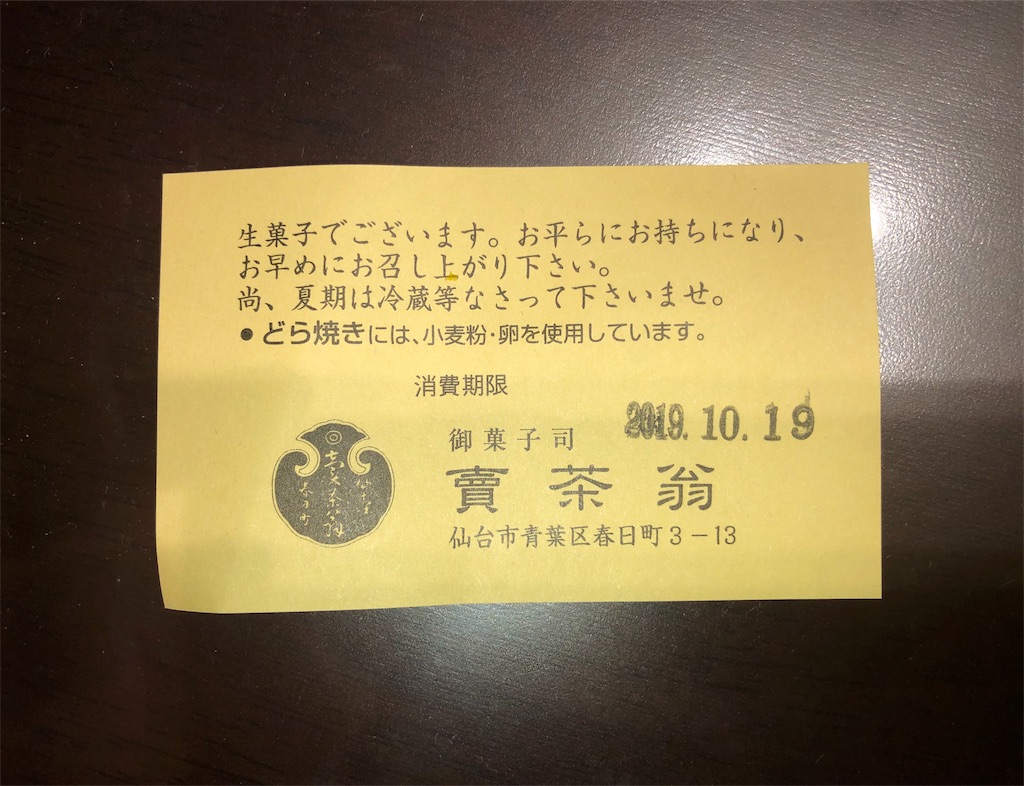 生菓子でございます。お平らにお持ちになり、
お早めにお召し上がり下さい。
尚、夏期は冷蔵等なさって下さいませ。
●どら焼きには、小麦粉・卵を使用しています。
消費期限
2019.10.19
御菓子司
賣茶翁
仙台市青葉区春日町3-13